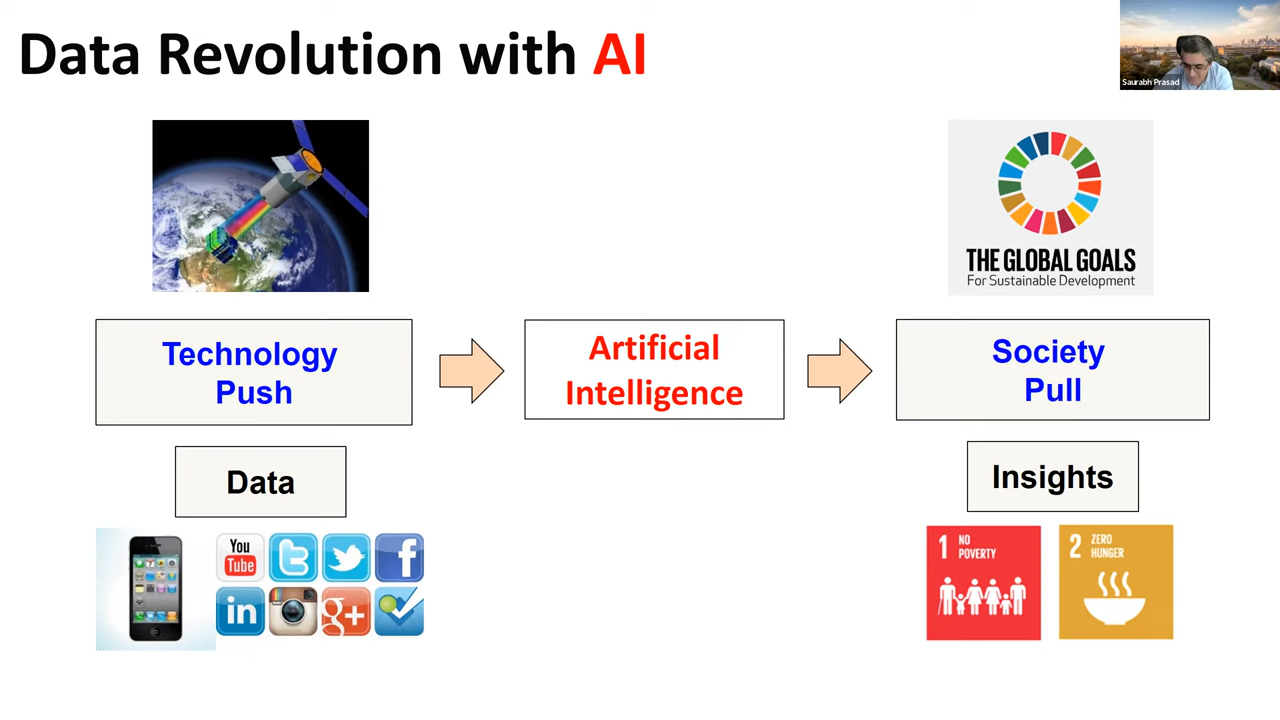 Data Revolution with AI
Saurabh Prasad
THE GLOBAL GOALS
For Sustainable Development
Technology
Push
Artificial
Intelligence
Society
Pull
Data
Insights
You
Tube
t
f
in
g+
1 NO
POVERTY
2 ZERO
HUNGER